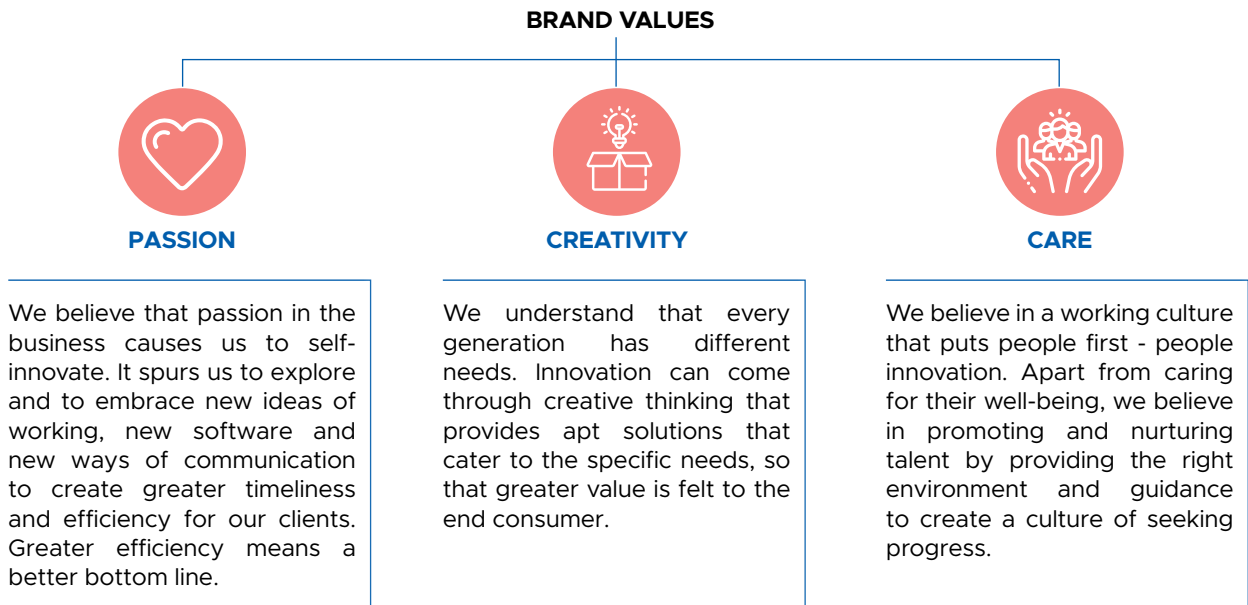 BRAND VALUES
PASSION
We believe that passion in the
business causes us to self-
innovate. It spurs us to explore
and to embrace new ideas of
working, new software and
new ways of communication
to create greater timeliness
and efficiency for our clients.
Greater efficiency means a
better bottom line.
CREATIVITY
We understand that every
generation has different
needs. Innovation can come
through creative thinking that
provides apt solutions that
cater to the specific needs, so
that greater value is felt to the
end consumer.
CARE
We believe in a working culture
that puts people first - people
innovation. Apart from caring
for their well-being, we believe
in promoting and nurturing
talent by providing the right
environment and guidance
to create a culture of seeking
progress.